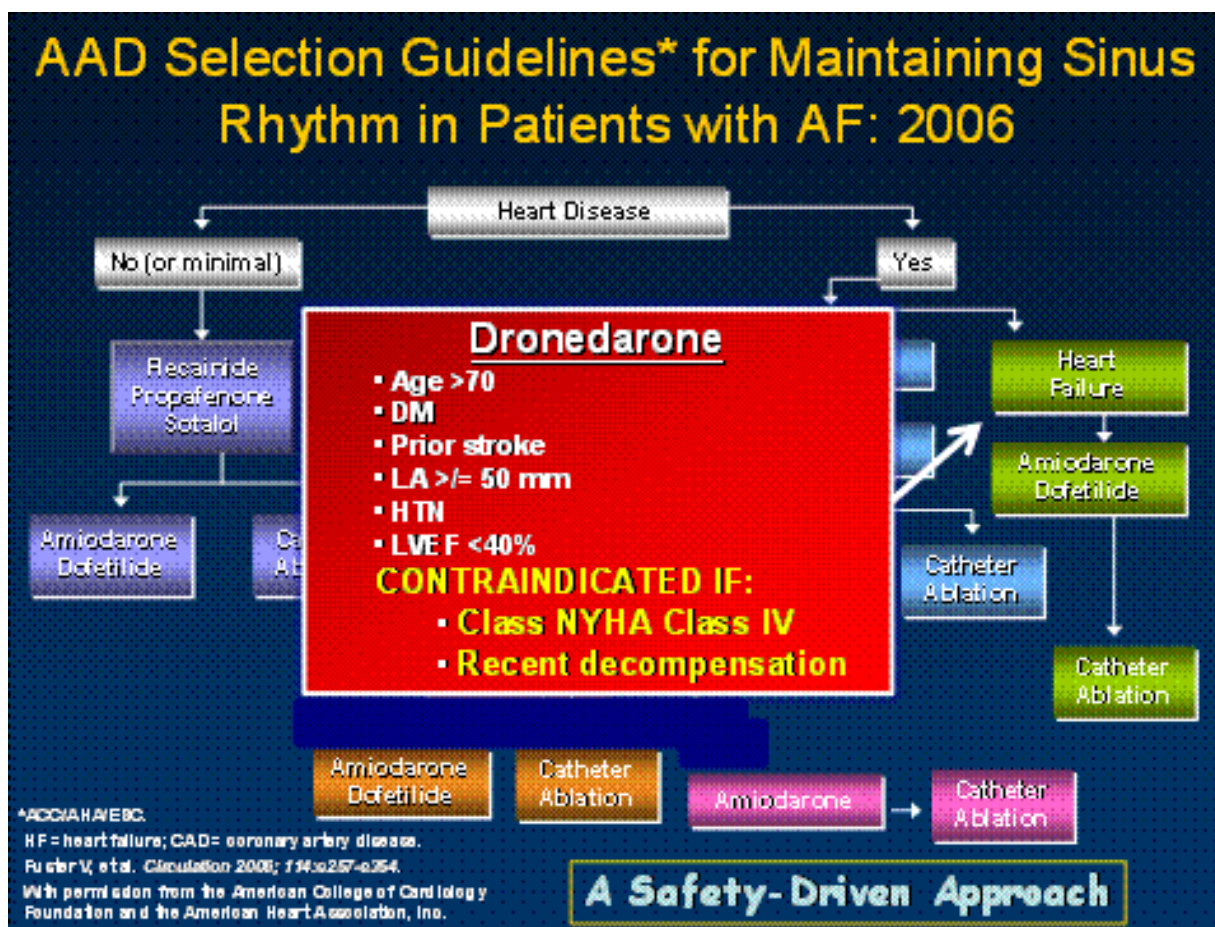 AAD Selection Guidelines* for Maintaining Sinus
Rhythm in Patients with AF: 2006
Heart Disease
No (or minimal)
Yes
Flecainide
Propafenone
Sotalol
Heart
Failure
Amiodarone
Dofetilide
Amiodarone
Dofetilide
Ca
Ab
Catheter
Ablation
Catheter
Ablation
Dronedarone
▪ Age >70
▪ DM
▪ Prior stroke
▪ LA >/= 50 mm
▪ HTN
▪ LVEF <40%
CONTRAINDICATED IF:
▪ Class NYHA Class IV
▪ Recent decompensation
Amiodarone
Dofetilide
Catheter
Ablation
Amiodarone
Catheter
Ablation
*ACC/AHA/ESC.
HF = heart failure; CAD= coronary artery disease.
Fuster V, et al. Circulation 2006; 114:e257-e354.
With permission from the American College of Cardiology
Foundation and the American Heart Association, Inc.
A Safety-Driven Approach